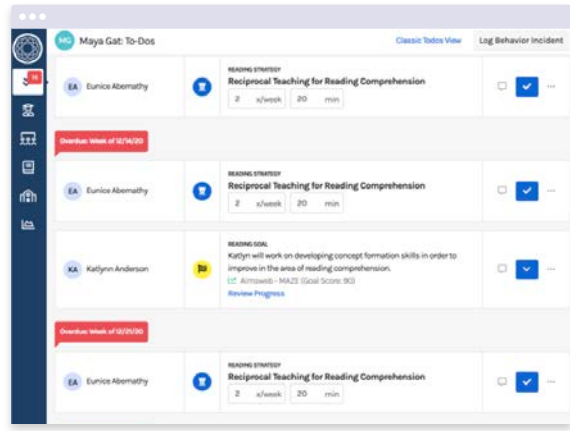 MG Maya Gat: To-Dos Classic Todos View Log Behavior Incident
14
READING STRATEGY
EA Eunice Abernathy Reciprocal Teaching for Reading Comprehension
2 x/week 20 min
Overdue: Week of 12/14/20
READING STRATEGY
EA Eunice Abernathy Reciprocal Teaching for Reading Comprehension
2 x/week 20 min
READING GOAL
Katlyn will work on developing concept formation skills in order to
KA Katlynn Anderson improve in the area of reading comprehension.
Aimsweb - MAZE (Goal Score: 90)
Review Progress
Overdue: Week of 12/21/20
READING STRATEGY
EA Eunice Abernathy Reciprocal Teaching for Reading Comprehension
2 x/week 20 min